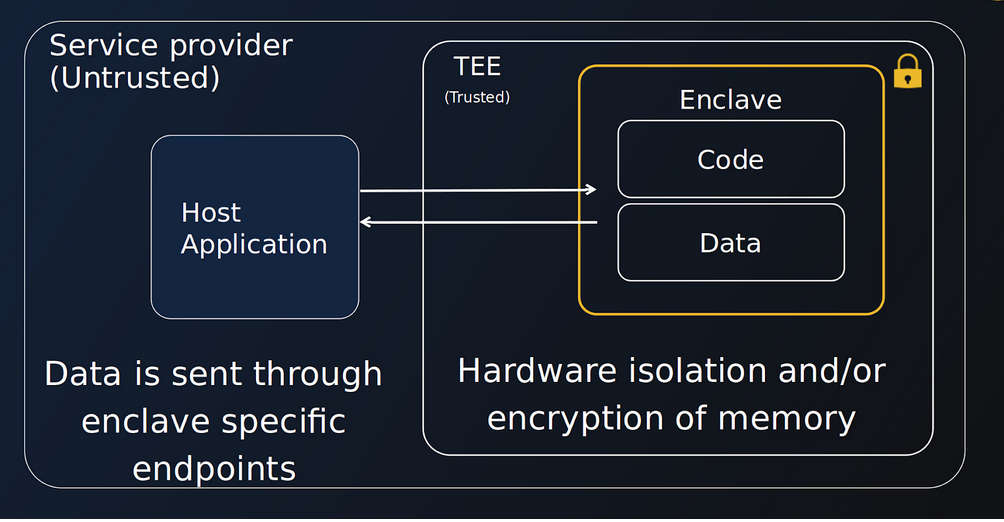 Service provider
(Untrusted)
TEE
(Trusted)
Enclave
Code
Data
Host
Application
Data is sent through
enclave specific
endpoints
Hardware isolation and/or
encryption of memory